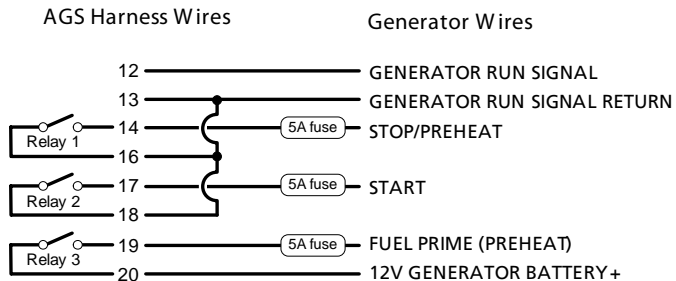 AGS Harness Wires Generator Wires
12 GENERATOR RUN SIGNAL
13 GENERATOR RUN SIGNAL RETURN
14 5A fuse STOP/PREHEAT
Relay 1
16
17 5A fuse START
Relay 2
18
19 5A fuse FUEL PRIME (PREHEAT)
Relay 3
20 12V GENERATOR BATTERY+